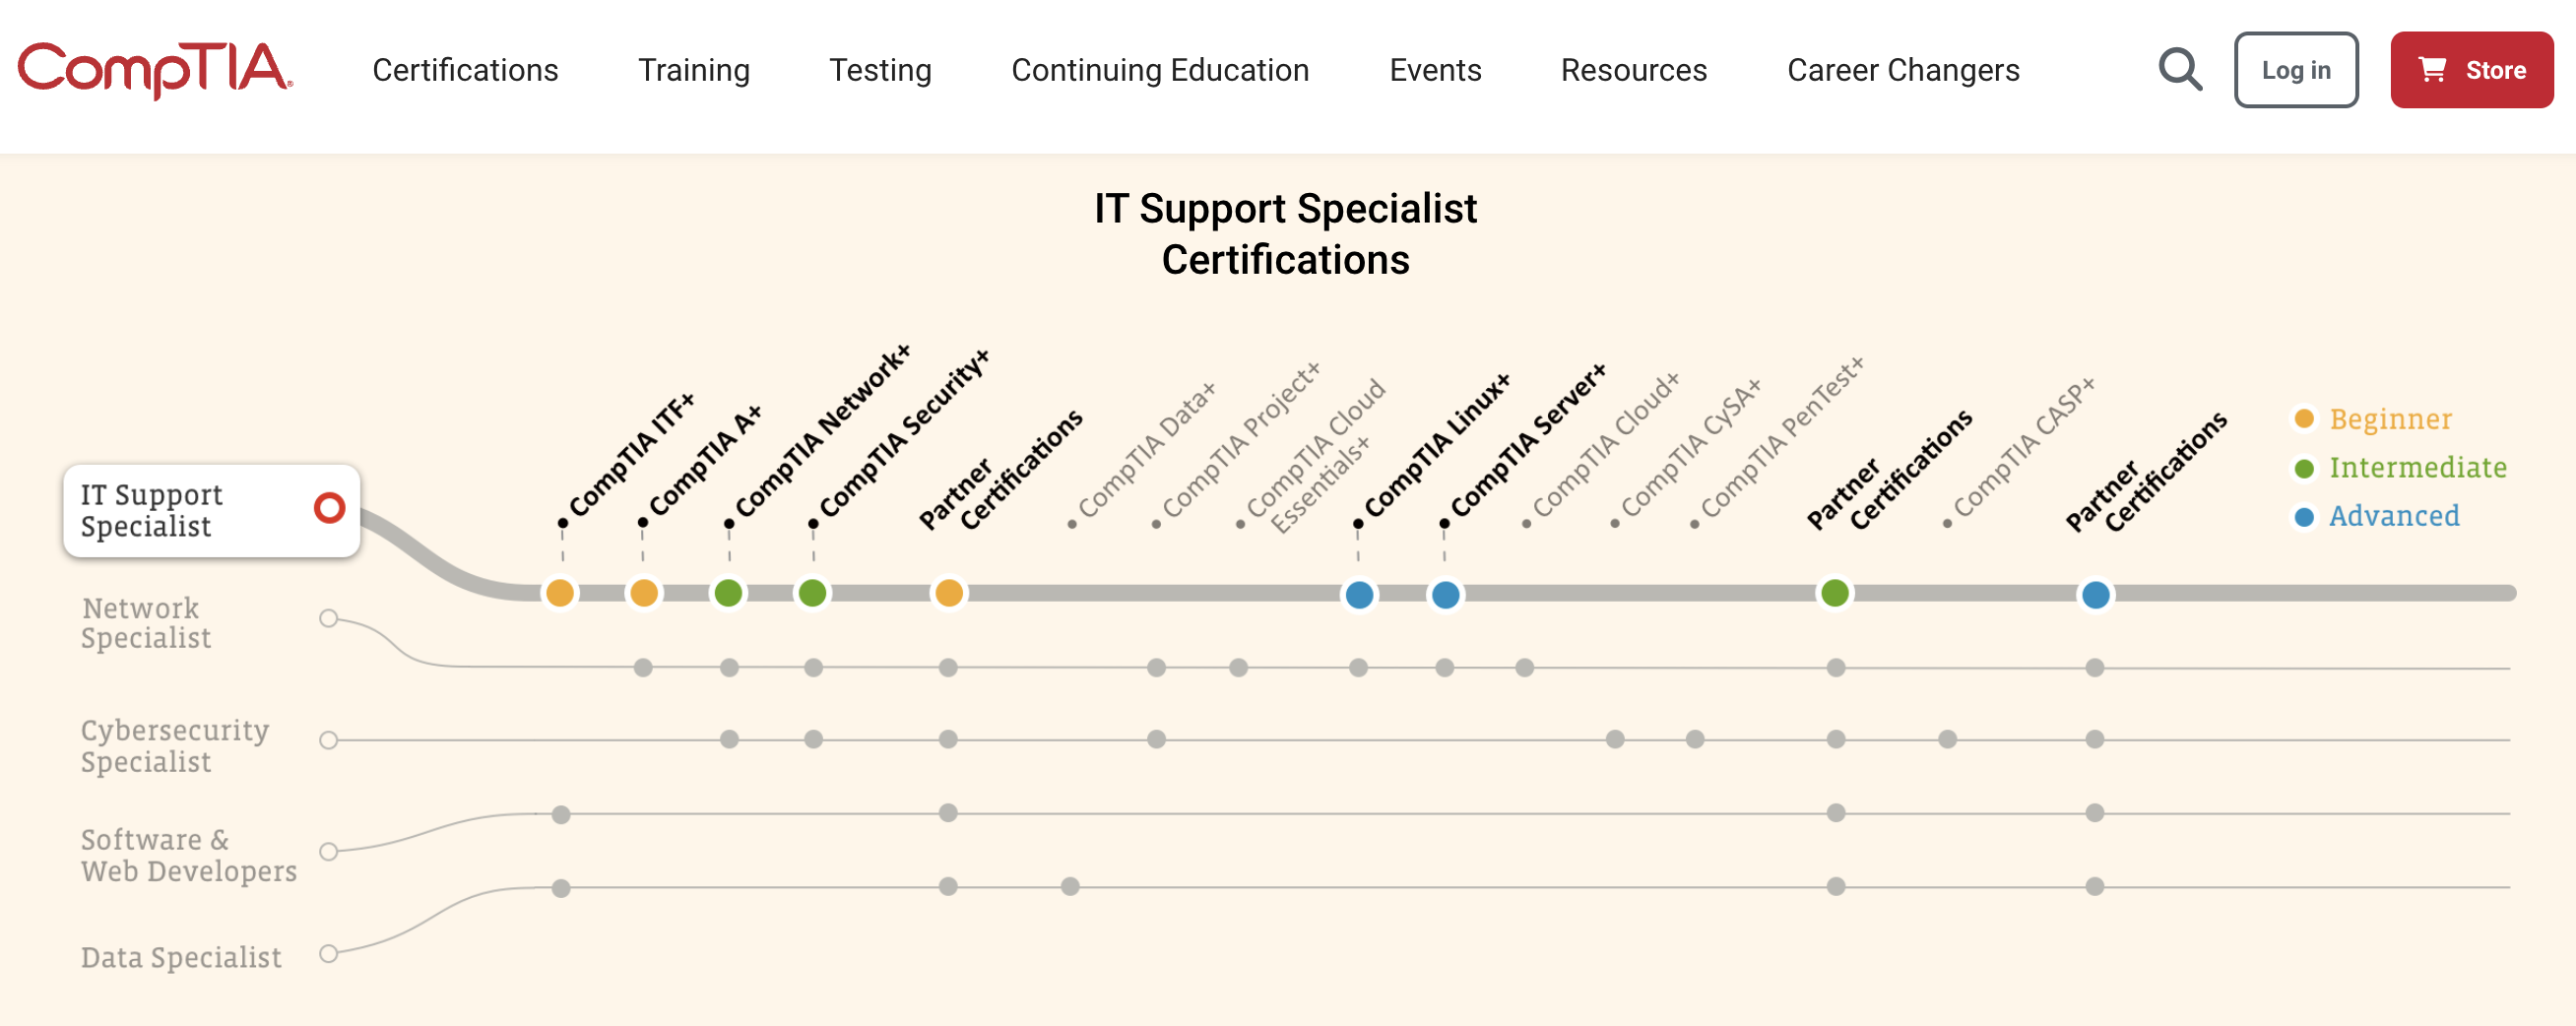 CompTIA.
Certifications
Training
Testing
Continuing Education
Events
Resources
Career Changers
Log in
Store
IT Support Specialist
Certifications
CompTIA ITF+
CompTIA A+
CompTIA Network+
CompTIA Security+
Partner
Certifications
CompTIA Data+
CompTIA Project+
CompTIA Cloud
Essentials+
CompTIA Linux+
CompTIA Server+
CompTIA Cloud+
CompTIA CySA+
CompTIA PenTest+
Partner
Certifications
CompTIA CASP+
Partner
Certifications
Beginner
Intermediate
Advanced
IT Support
Specialist
Network
Specialist
Cybersecurity
Specialist
Software &
Web Developers
Data Specialist